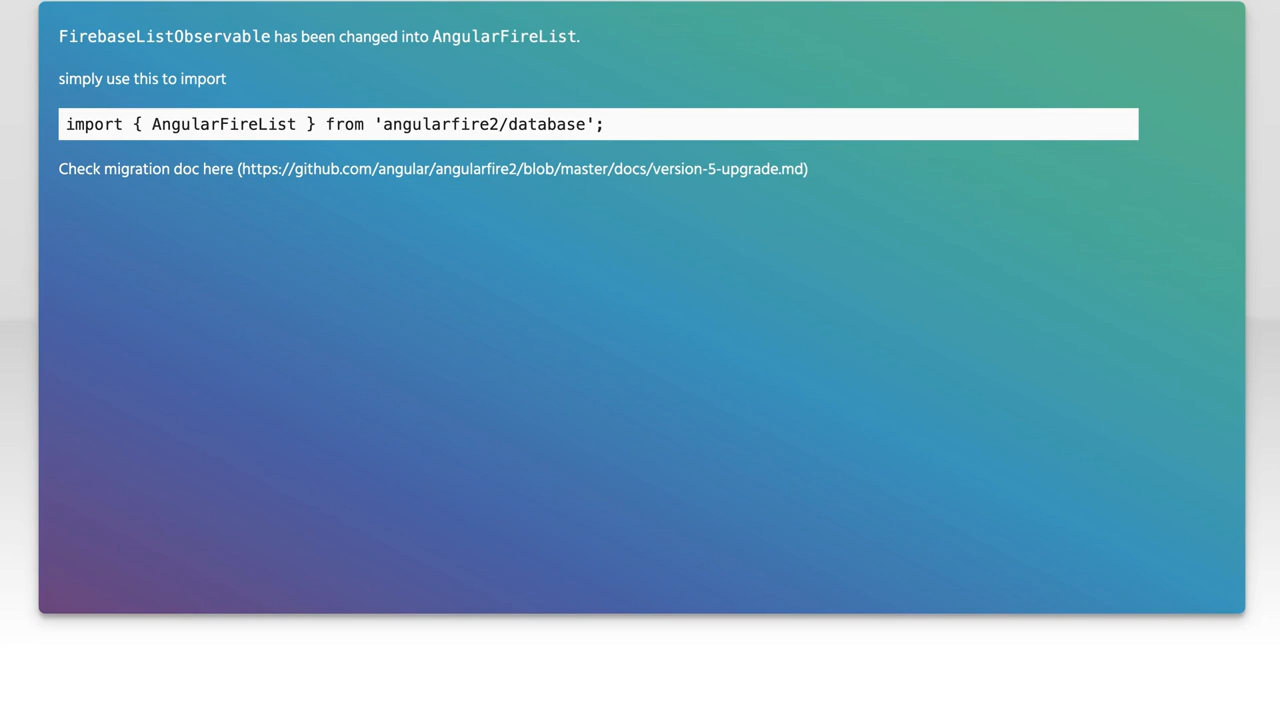 FirebaseListObservable has been changed into AngularFireList.
simply use this to import
import { AngularFireList } from 'angularfire2/database';
Check migration doc here (https://github.com/angular/angularfire2/blob/master/docs/version-5-upgrade.md)